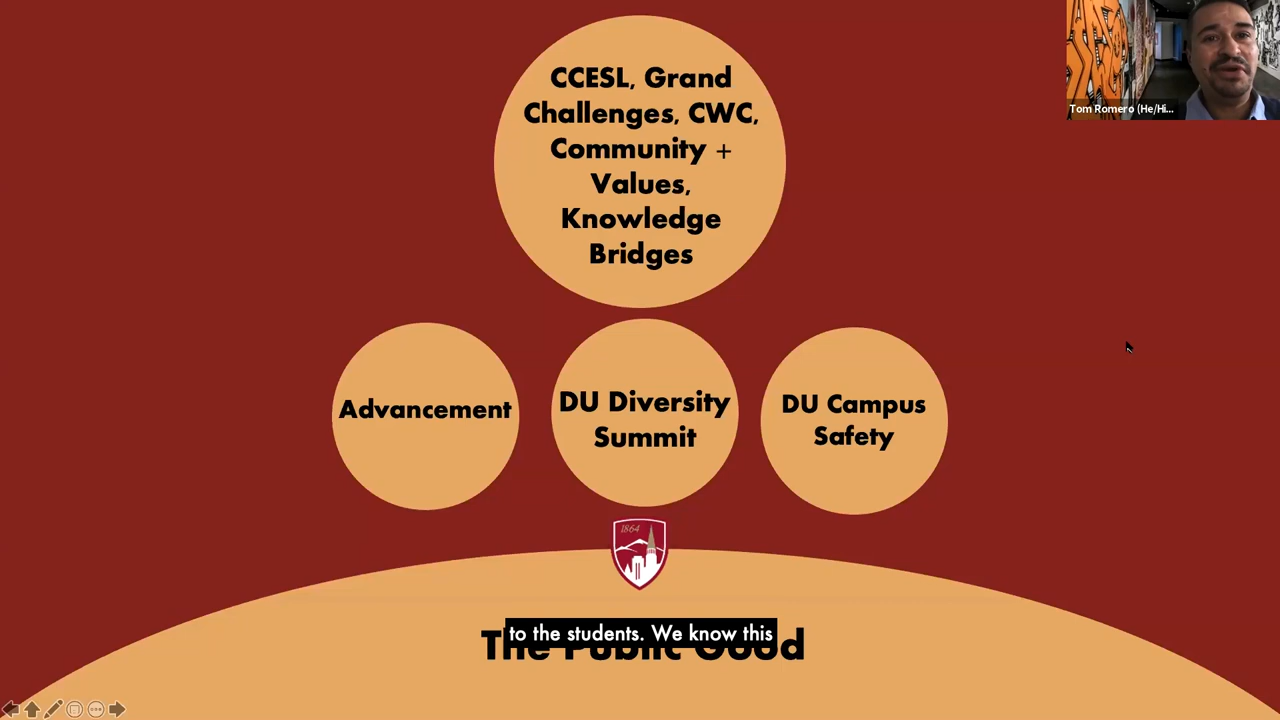 CCESL, Grand
Challenges, CWC,
Community +
Values,
Knowledge
Bridges
Tom Romero (He/Hi...
Advancement
DU Diversity
Summit
DU Campus
Safety
1864
The Public Good
to the students. We know this